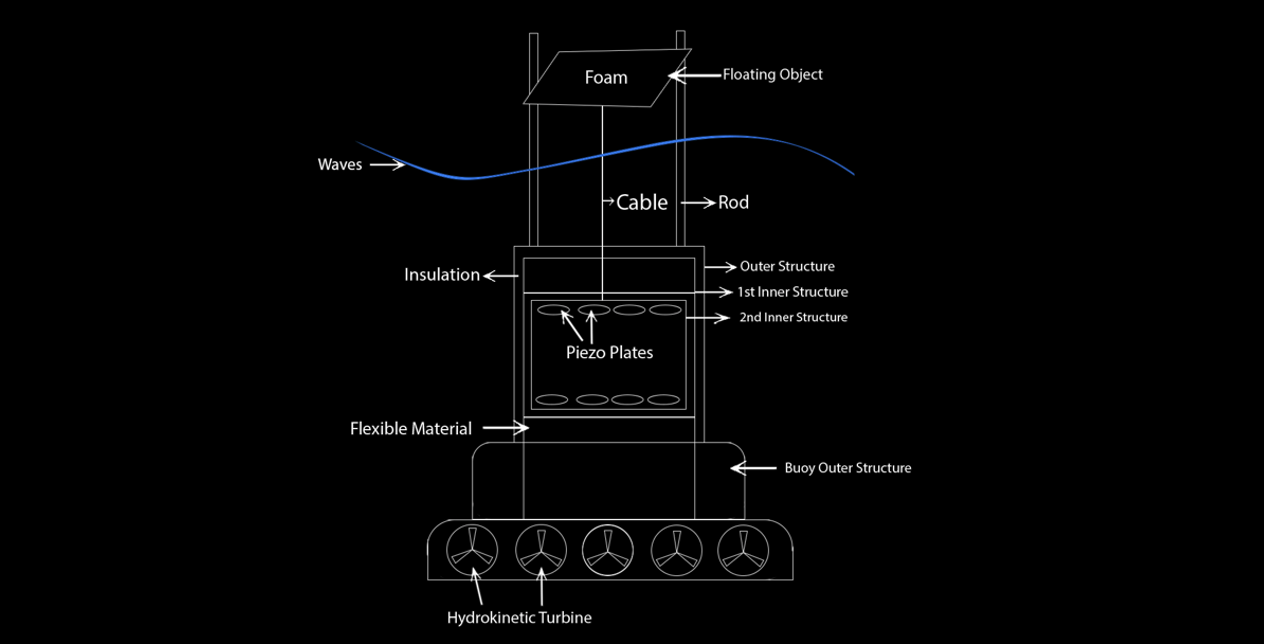 Foam
Floating Object
Waves
Cable
Rod
Outer Structure
Insulation
1st Inner Structure
2nd Inner Structure
Piezo Plates
Flexible Material
Buoy Outer Structure
Hydrokinetic Turbine